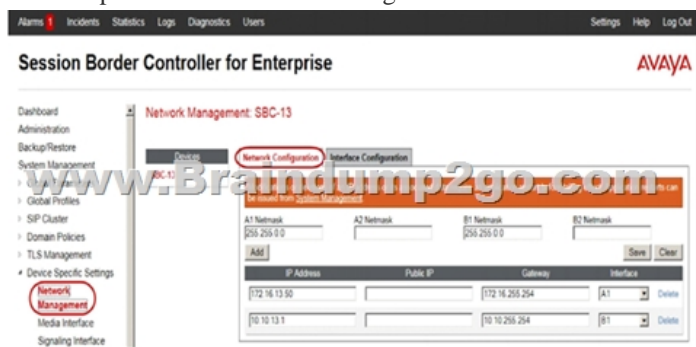 Alarms 1 Incidents Statistics Logs Diagnostics Users Settings Help Log Out
Session Border Controller for Enterprise
AVAYA
Dashboard
Administration
Backup/Restore
System Management
Global Profiles
SIP Cluster
Domain Policies
TLS Management
Device Specific Settings
Network Management
Media Interface
Signaling Interface
Network Management: SBC-13
Devices
SBC-13
Network Configuration Interface Configuration
www.Braindump2go.com
be issued from System Management.
A1 Netmask A2 Netmask B1 Netmask B2 Netmask
255.255.0.0 255.255.0.0
Add Save Clear
IP Address Public IP Gateway Interface
172.16.13.50 172.16.255.254 A1 Delete
10.10.13.1 10.10.255.254 B1 Delete